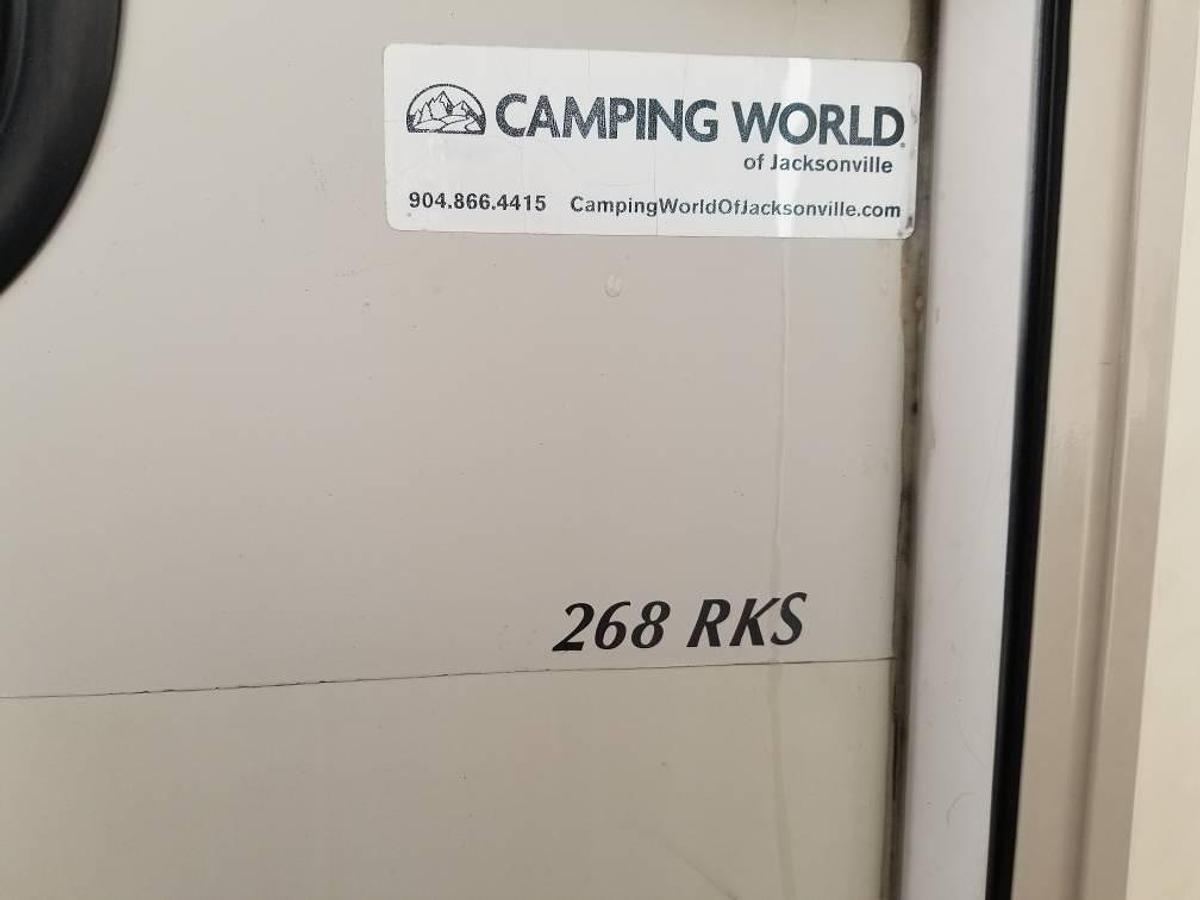 CAMPING WORLD
of Jacksonville
904.866.4415 CampingWorldOfJacksonville.com
268 RKS